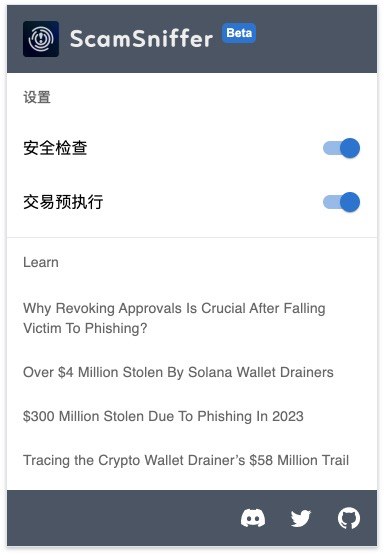 ScamSniffer Beta
设置
安全检查
交易预执行
Learn
Why Revoking Approvals Is Crucial After Falling
Victim To Phishing?
Over $4 Million Stolen By Solana Wallet Drainers
$300 Million Stolen Due To Phishing In 2023
Tracing the Crypto Wallet Drainer’s $58 Million Trail